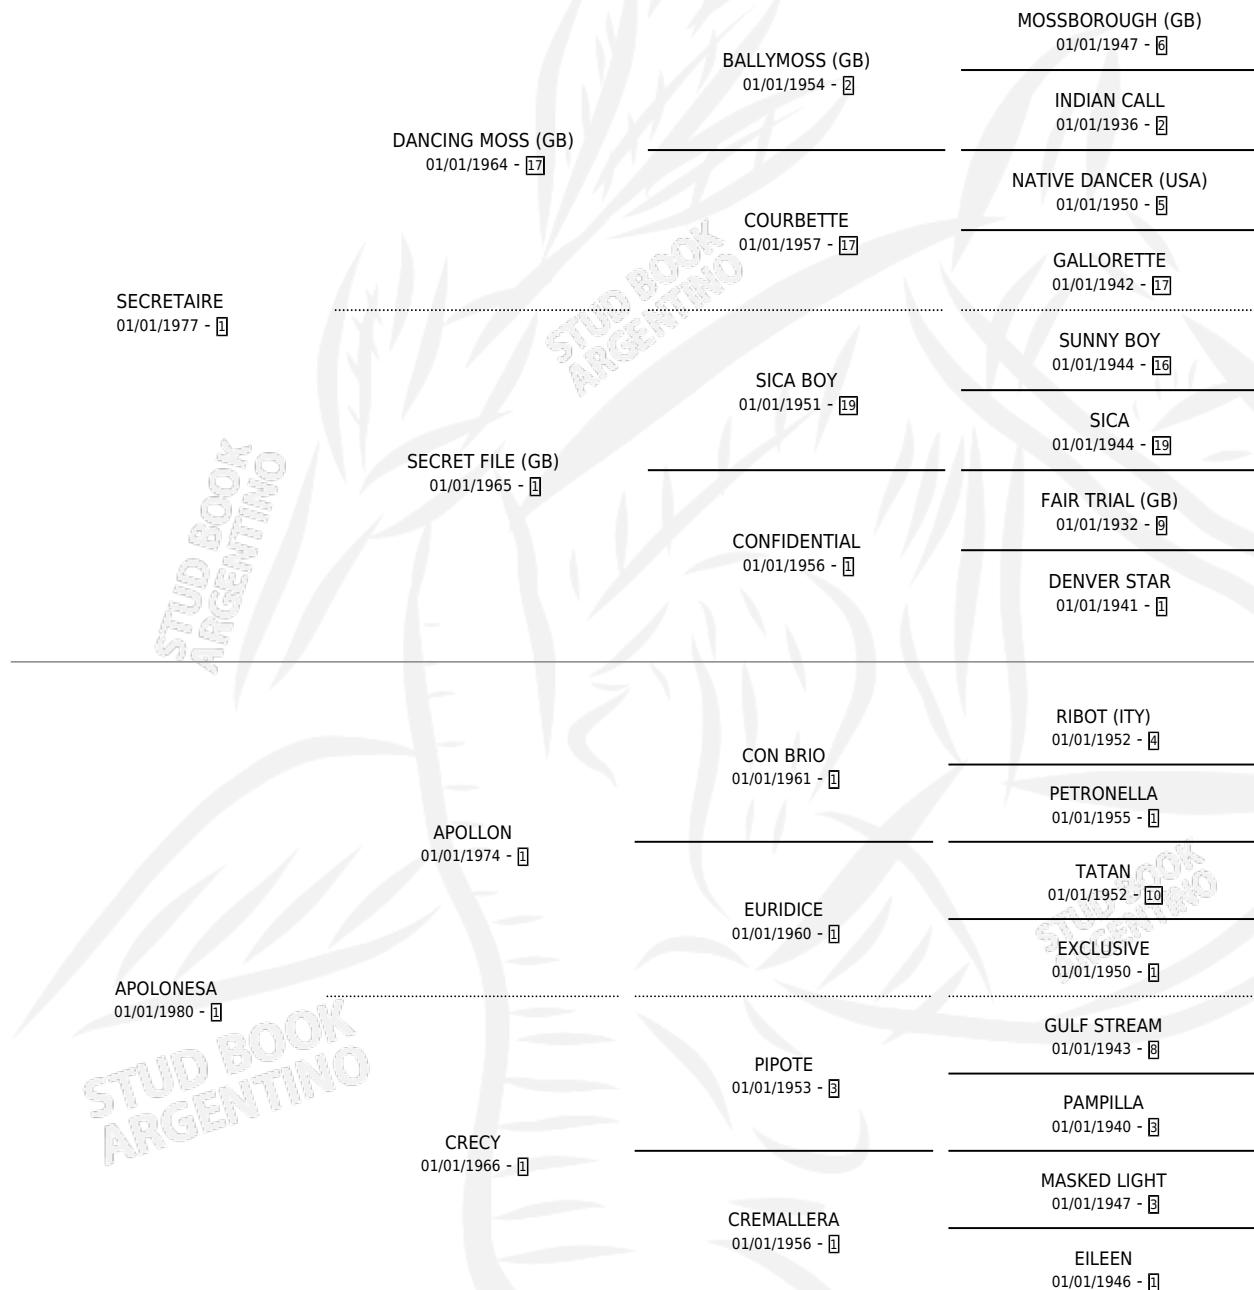 MOSSBOROUGH (GB)
01/01/1947 - 6
BALLYMOSS (GB)
01/01/1954 - 2
INDIAN CALL
01/01/1936 - 2
DANCING MOSS (GB)
01/01/1964 - 17
NATIVE DANCER (USA)
01/01/1950 - 5
COURBETTE
01/01/1957 - 17
GALLORETTE
01/01/1942 - 17
SECRETAIRE
01/01/1977 - 1
STUD BOOK
ARGENTINO
SUNNY BOY
01/01/1944 - 16
SICA BOY
01/01/1951 - 19
SICA
01/01/1944 - 19
SECRET FILE (GB)
01/01/1965 - 1
FAIR TRIAL (GB)
01/01/1932 - 9
CONFIDENTIAL
01/01/1956 - 1
DENVER STAR
01/01/1941 - 1
STUD BOOK
ARGENTINO
RIBOT (ITY)
01/01/1952 - 4
CON BRIO
01/01/1961 - 1
PETRONELLA
01/01/1955 - 1
APOLLON
01/01/1974 - 1
TATAN
01/01/1952 - 10
EURIDICE
01/01/1960 - 1
STUD BOOK
ARGENTINO
EXCLUSIVE
01/01/1950 - 1
APOLONESA
01/01/1980 - 1
GULF STREAM
01/01/1943 - 8
PIPOTE
01/01/1953 - 3
PAMPILLA
01/01/1940 - 3
STUD BOOK
ARGENTINO
CRECY
01/01/1966 - 1
MASKED LIGHT
01/01/1947 - 3
CREMALLERA
01/01/1956 - 1
EILEEN
01/01/1946 - 1